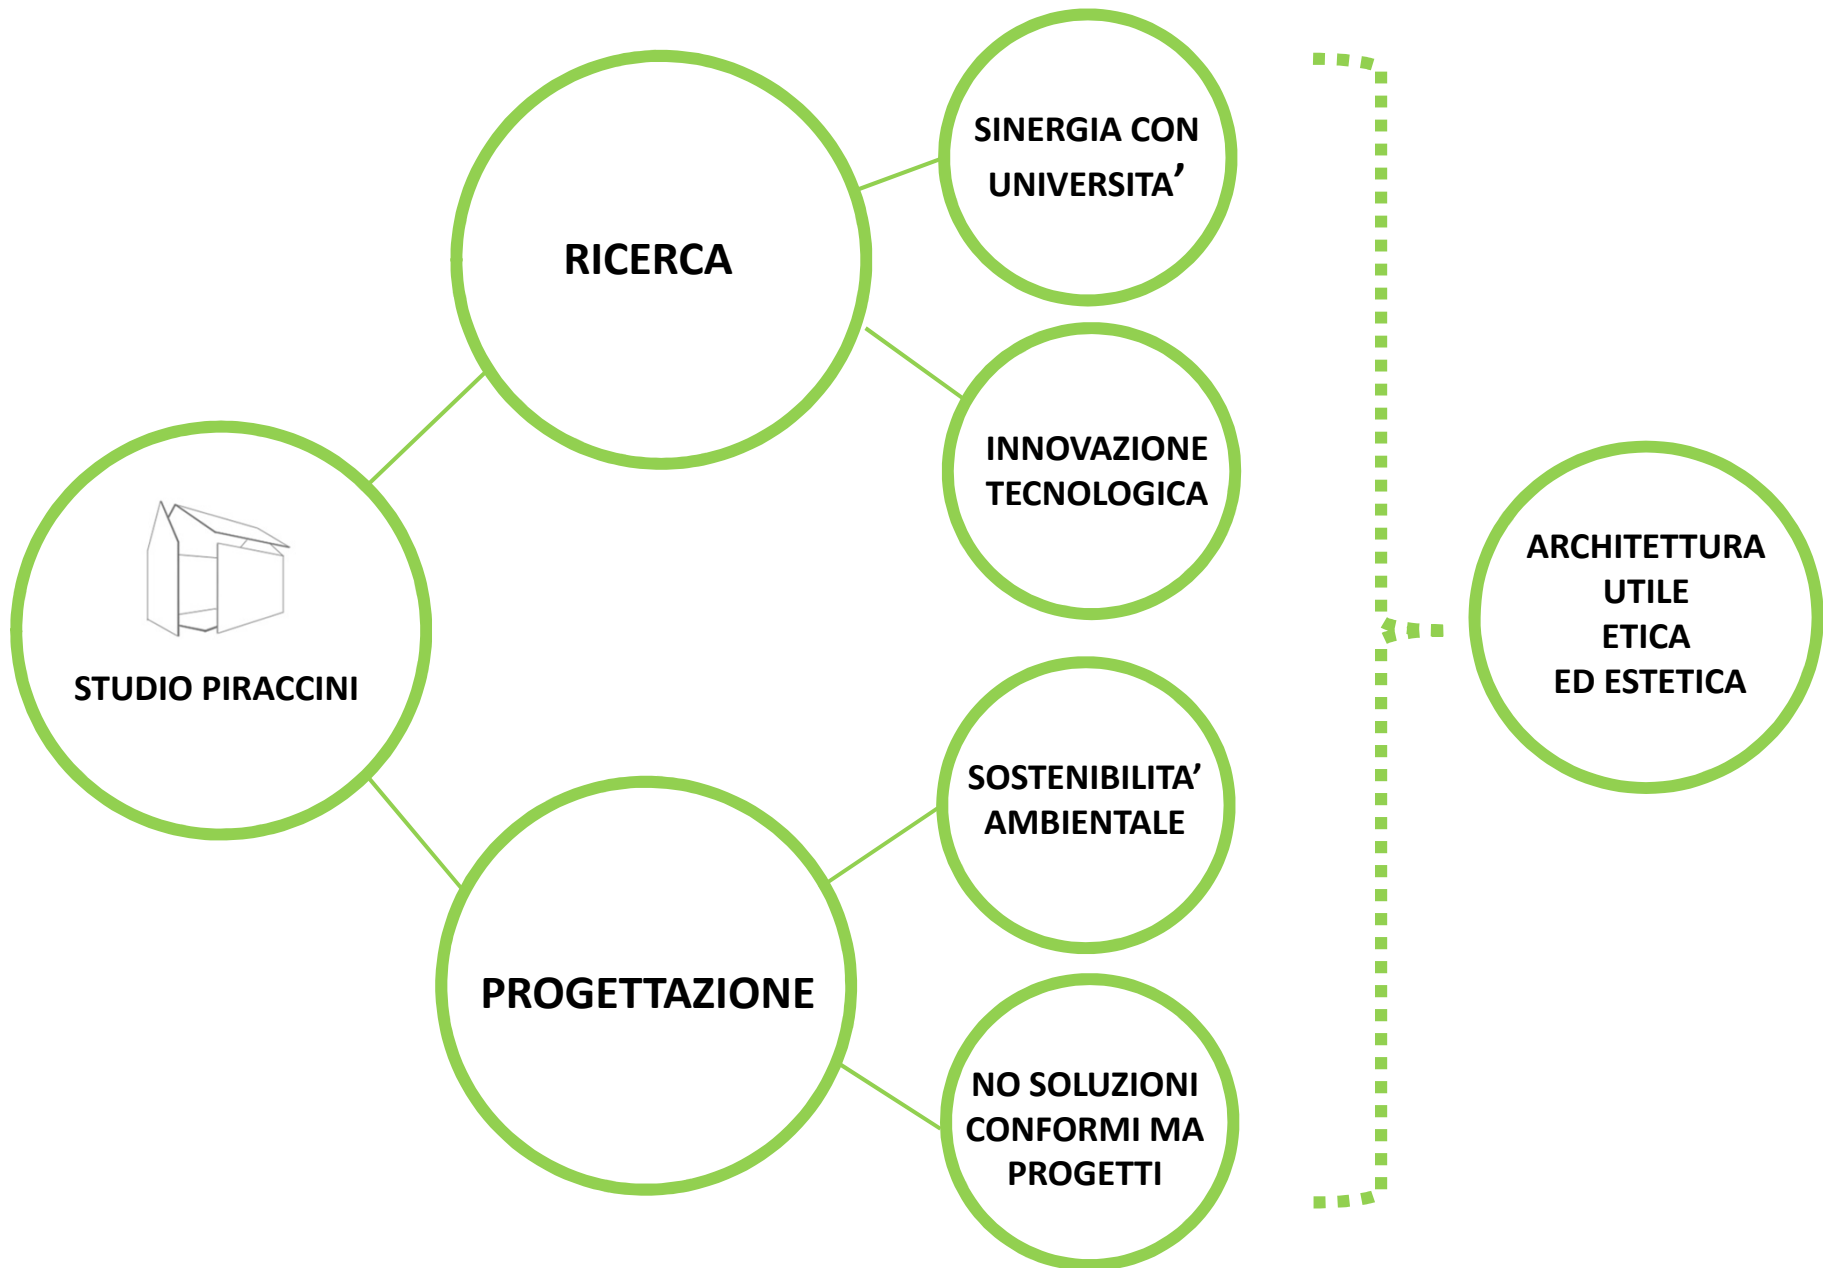 STUDIO PIRACCINI
RICERCA
SINERGIA CON
UNIVERSITA’
INNOVAZIONE
TECNOLOGICA
PROGETTAZIONE
SOSTENIBILITA’
AMBIENTALE
NO SOLUZIONI
CONFORMI MA
PROGETTI
ARCHITETTURA
UTILE
ETICA
ED ESTETICA